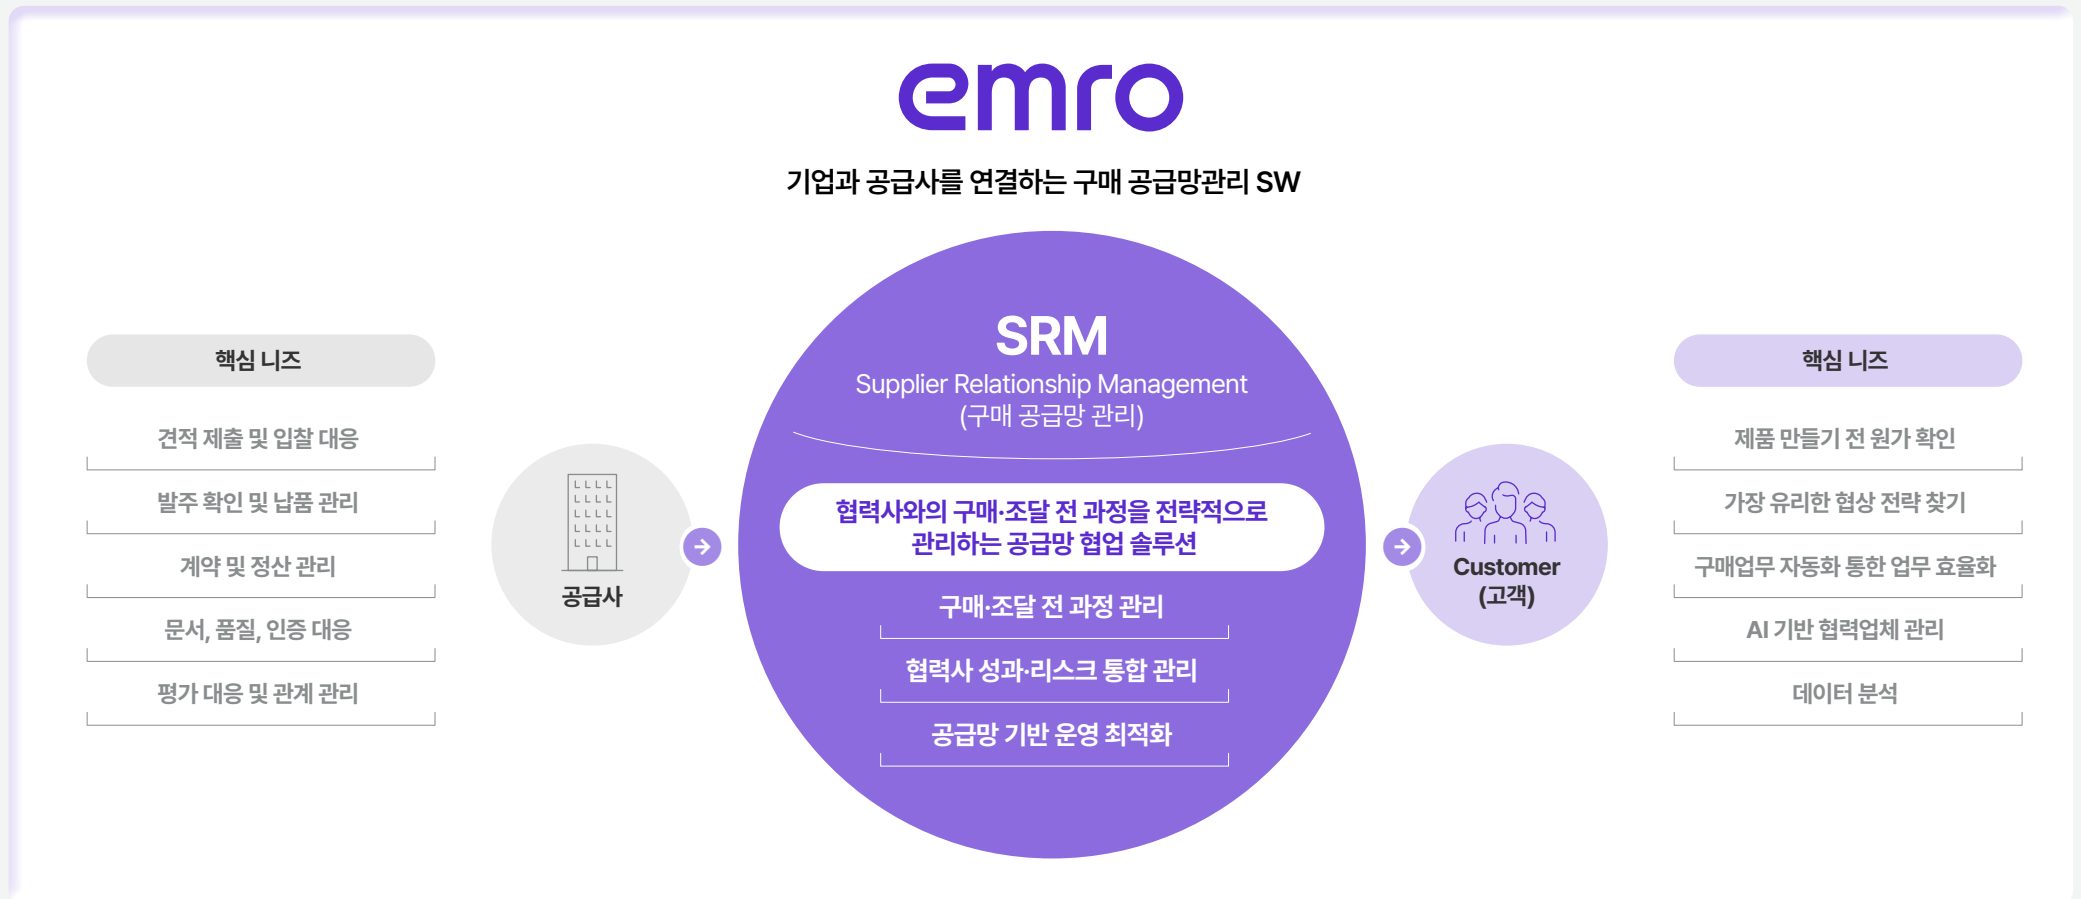 emro
기업과 공급사를 연결하는 구매 공급망관리 SW
핵심 니즈
견적 제출 및 입찰 대응
발주 확인 및 납품 관리
계약 및 정산 관리
문서, 품질, 인증 대응
평가 대응 및 관계 관리
공급사
SRM
Supplier Relationship Management
(구매 공급망 관리)
협력사와의 구매·조달 전 과정을 전략적으로
관리하는 공급망 협업 솔루션
구매·조달 전 과정 관리
협력사 성과·리스크 통합 관리
공급망 기반 운영 최적화
Customer
(고객)
핵심 니즈
제품 만들기 전 원가 확인
가장 유리한 협상 전략 찾기
구매업무 자동화 통한 업무 효율화
AI 기반 협력업체 관리
데이터 분석